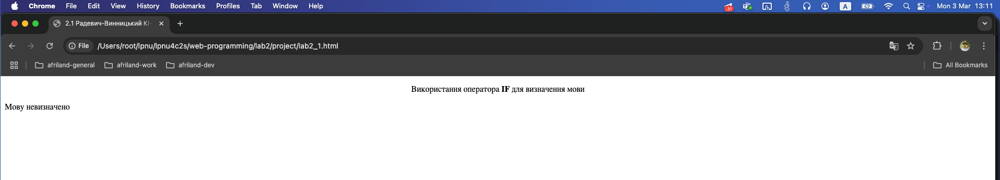 Chrome File Edit View History Bookmarks Profiles Tab Window Help 51 A Mon 3 Mar 13:11
2.1 Радевич-Винницький КІ-
File /Users/root/lpnu/lpnu4c2s/web-programming/lab2/project/lab2_1.html
afriland-general afriland-work afriland-dev All Bookmarks
Використання оператора IF для визначення мови
Мову невизначено